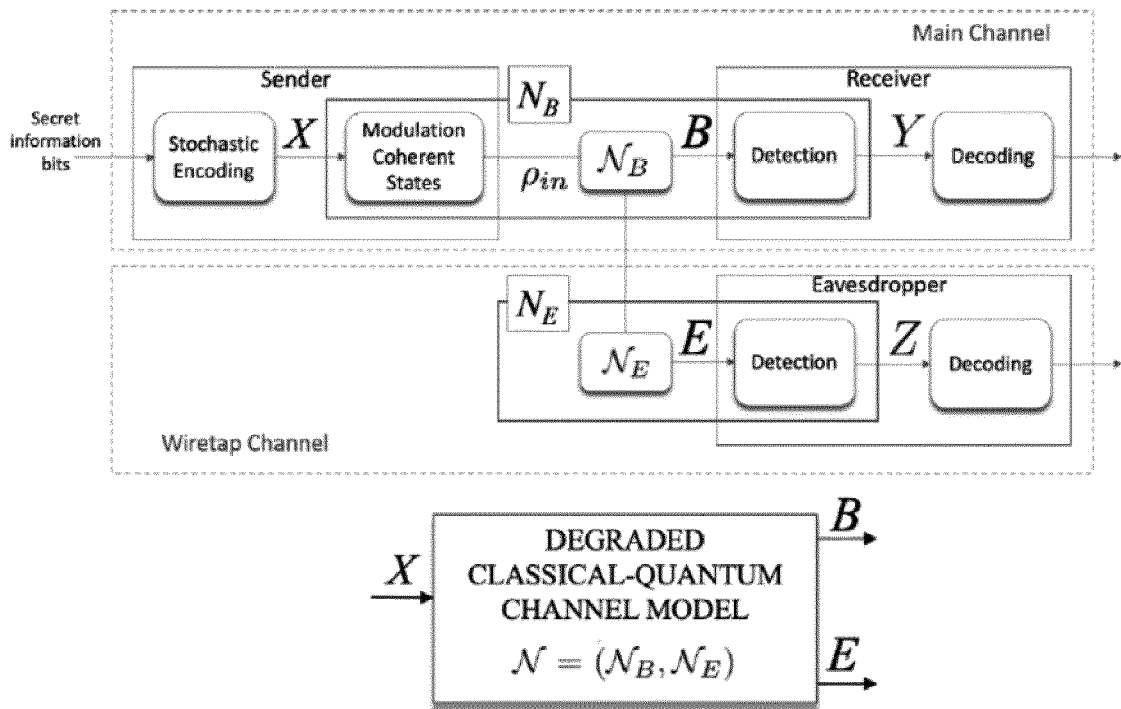 Main Channel
Sender
Receiver
N_B
Secret
information
bits
Stochastic
Encoding
X
Modulation
Coherent
States
ρ_in
𝒩_B
B
Detection
Y
Decoding
Eavesdropper
N_E
𝒩_E
E
Detection
Z
Decoding
Wiretap Channel
DEGRADED
CLASSICAL-QUANTUM
CHANNEL MODEL
𝒩 = (𝒩_B, 𝒩_E)
X
B
E